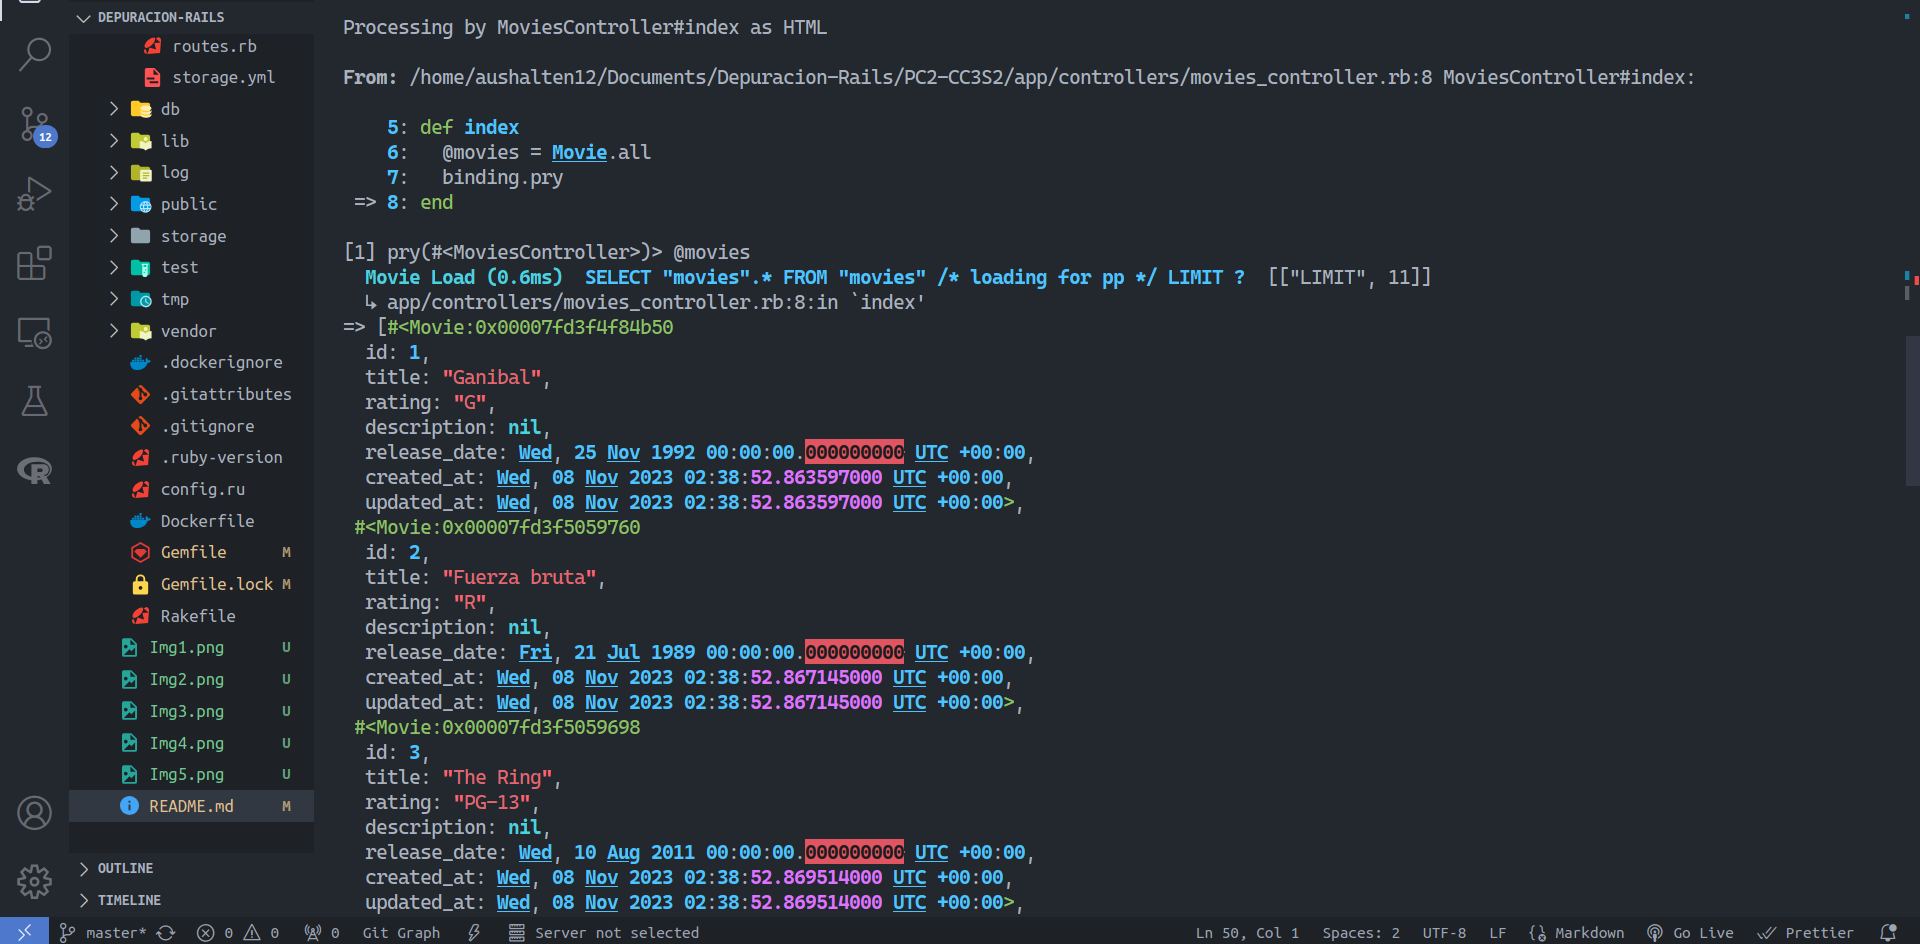 DEPURACION-RAILS
routes.rb
storage.yml
db
lib
log
public
storage
test
tmp
vendor
.dockerignore
.gitattributes
.gitignore
.ruby-version
config.ru
Dockerfile
Gemfile M
Gemfile.lock M
Rakefile
Img1.png U
Img2.png U
Img3.png U
Img4.png U
Img5.png U
README.md M
OUTLINE
TIMELINE
12
Processing by MoviesController#index as HTML
From: /home/aushalten12/Documents/Depuracion-Rails/PC2-CC3S2/app/controllers/movies_controller.rb:8 MoviesController#index:
5: def index
6:   @movies = Movie.all
7:   binding.pry
=> 8: end
[1] pry(#<MoviesController>)> @movies
Movie Load (0.6ms)  SELECT "movies".* FROM "movies" /* loading for pp */ LIMIT ?  [["LIMIT", 11]]
↳ app/controllers/movies_controller.rb:8:in `index'
=> [#<Movie:0x00007fd3f4f84b50
id: 1,
title: "Ganibal",
rating: "G",
description: nil,
release_date: Wed, 25 Nov 1992 00:00:00.000000000 UTC +00:00,
created_at: Wed, 08 Nov 2023 02:38:52.863597000 UTC +00:00,
updated_at: Wed, 08 Nov 2023 02:38:52.863597000 UTC +00:00>,
#<Movie:0x00007fd3f5059760
id: 2,
title: "Fuerza bruta",
rating: "R",
description: nil,
release_date: Fri, 21 Jul 1989 00:00:00.000000000 UTC +00:00,
created_at: Wed, 08 Nov 2023 02:38:52.867145000 UTC +00:00,
updated_at: Wed, 08 Nov 2023 02:38:52.867145000 UTC +00:00>,
#<Movie:0x00007fd3f5059698
id: 3,
title: "The Ring",
rating: "PG-13",
description: nil,
release_date: Wed, 10 Aug 2011 00:00:00.000000000 UTC +00:00,
created_at: Wed, 08 Nov 2023 02:38:52.869514000 UTC +00:00,
updated_at: Wed, 08 Nov 2023 02:38:52.869514000 UTC +00:00>,
master* 0 0 0 Git Graph Server not selected Ln 50, Col 1 Spaces: 2 UTF-8 LF Markdown Go Live Prettier